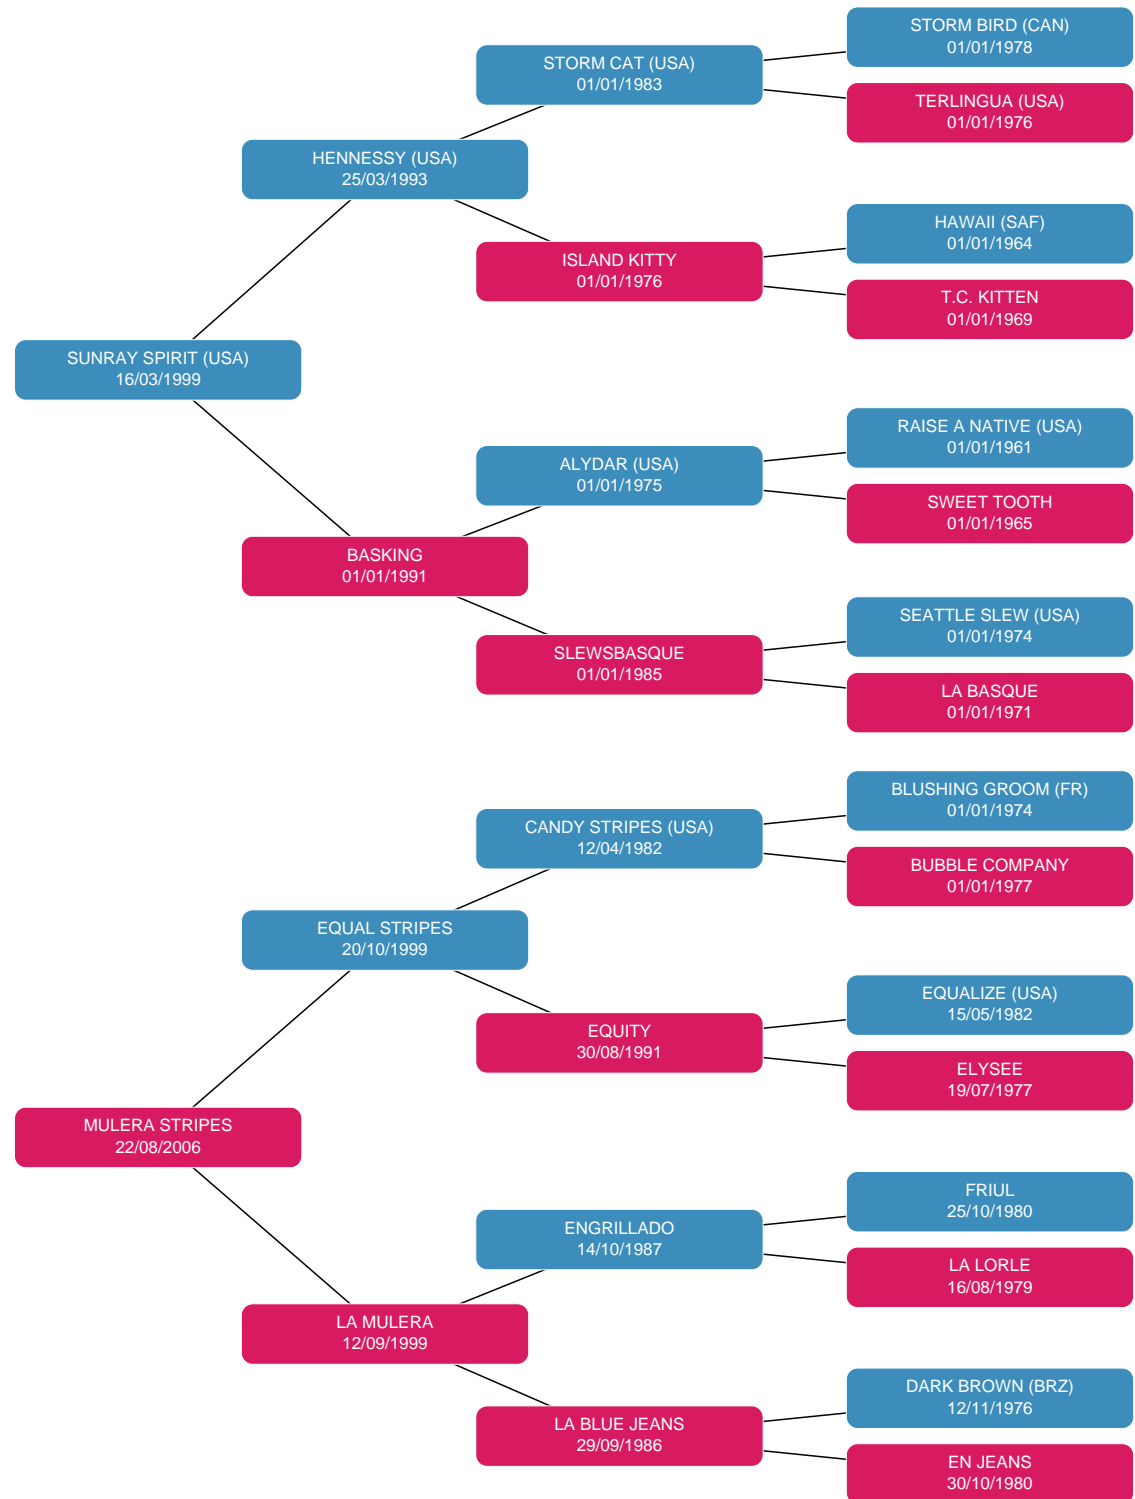 STORM BIRD (CAN)
01/01/1978
STORM CAT (USA)
01/01/1983
TERLINGUA (USA)
01/01/1976
HENNESSY (USA)
25/03/1993
HAWAII (SAF)
01/01/1964
ISLAND KITTY
01/01/1976
T.C. KITTEN
01/01/1969
SUNRAY SPIRIT (USA)
16/03/1999
RAISE A NATIVE (USA)
01/01/1961
ALYDAR (USA)
01/01/1975
SWEET TOOTH
01/01/1965
BASKING
01/01/1991
SEATTLE SLEW (USA)
01/01/1974
SLEWSBASQUE
01/01/1985
LA BASQUE
01/01/1971
BLUSHING GROOM (FR)
01/01/1974
CANDY STRIPES (USA)
12/04/1982
BUBBLE COMPANY
01/01/1977
EQUAL STRIPES
20/10/1999
EQUALIZE (USA)
15/05/1982
EQUITY
30/08/1991
ELYSEE
19/07/1977
MULERA STRIPES
22/08/2006
FRIUL
25/10/1980
ENGRILLADO
14/10/1987
LA LORLE
16/08/1979
LA MULERA
12/09/1999
DARK BROWN (BRZ)
12/11/1976
LA BLUE JEANS
29/09/1986
EN JEANS
30/10/1980